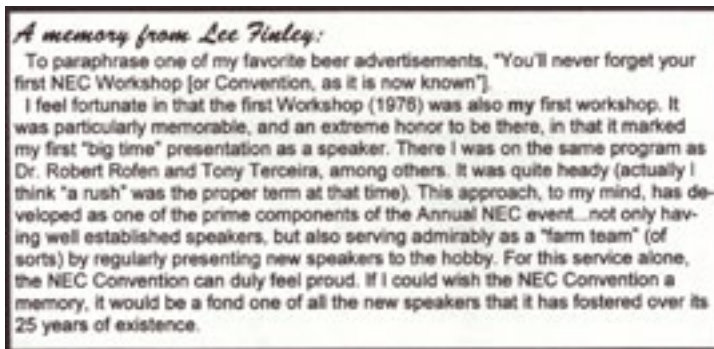 A memory from Lee Finley:
To paraphrase one of my favorite beer advertisements, "You'll never forget your
first NEC Workshop [or Convention, as it is now known"].
I feel fortunate in that the first Workshop (1976) was also my first workshop. It
was particularly memorable, and an extreme honor to be there, in that it marked
my first "big time" presentation as a speaker. There I was on the same program as
Dr. Robert Rofen and Tony Terceira, among others. It was quite heady (actually I
think "a rush" was the proper term at that time). This approach, to my mind, has de-
veloped as one of the prime components of the Annual NEC event...not only hav-
ing well established speakers, but also serving admirably as a "farm team" (of
sorts) by regularly presenting new speakers to the hobby. For this service alone,
the NEC Convention can duly feel proud. If I could wish the NEC Convention a
memory, it would be a fond one of all the new speakers that it has fostered over its
25 years of existence.